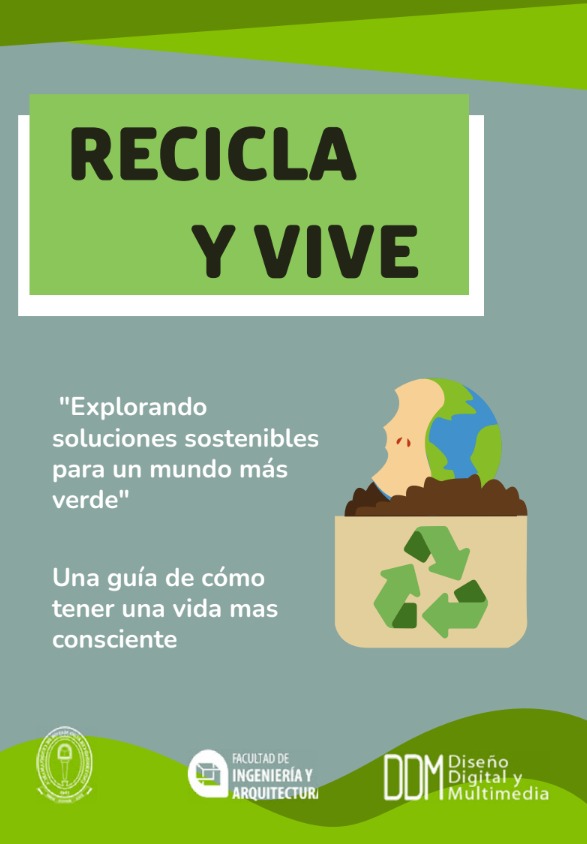 RECICLA
Y VIVE
"Explorando
soluciones sostenibles
para un mundo más
verde"
Una guía de cómo
tener una vida mas
consciente
FACULTAD DE
INGENIERÍA Y
ARQUITECTUR
DDM Diseño
Digital y
Multimedia